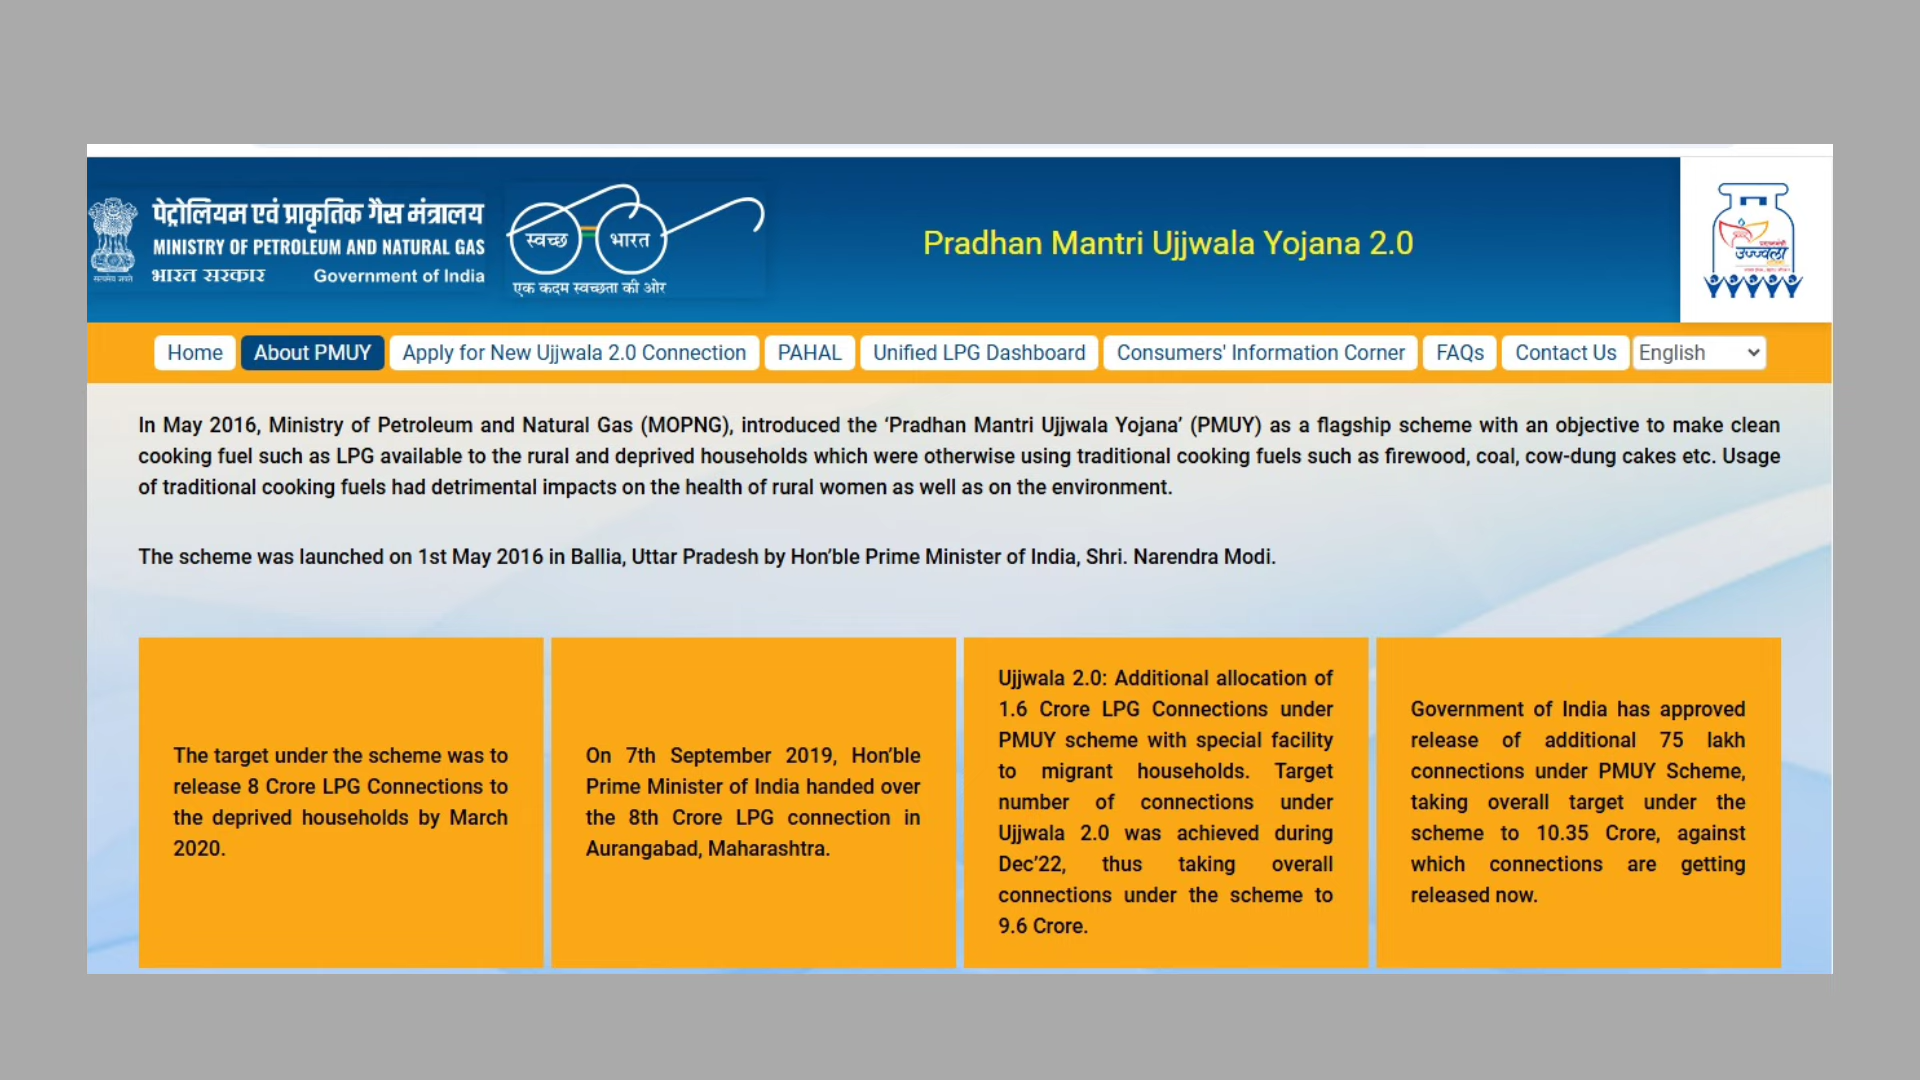 पेट्रोलियम एवं प्राकृतिक गैस मंत्रालय
MINISTRY OF PETROLEUM AND NATURAL GAS
भारत सरकार Government of India
सत्यमेव जयते
स्वच्छ भारत
एक कदम स्वच्छता की ओर
Pradhan Mantri Ujjwala Yojana 2.0
उज्ज्वला
Home About PMUY Apply for New Ujjwala 2.0 Connection PAHAL Unified LPG Dashboard Consumers' Information Corner FAQs Contact Us English
In May 2016, Ministry of Petroleum and Natural Gas (MOPNG), introduced the ‘Pradhan Mantri Ujjwala Yojana’ (PMUY) as a flagship scheme with an objective to make clean
cooking fuel such as LPG available to the rural and deprived households which were otherwise using traditional cooking fuels such as firewood, coal, cow-dung cakes etc. Usage
of traditional cooking fuels had detrimental impacts on the health of rural women as well as on the environment.
The scheme was launched on 1st May 2016 in Ballia, Uttar Pradesh by Hon’ble Prime Minister of India, Shri. Narendra Modi.
The target under the scheme was to
release 8 Crore LPG Connections to
the deprived households by March
2020.
On 7th September 2019, Hon’ble
Prime Minister of India handed over
the 8th Crore LPG connection in
Aurangabad, Maharashtra.
Ujjwala 2.0: Additional allocation of
1.6 Crore LPG Connections under
PMUY scheme with special facility
to migrant households. Target
number of connections under
Ujjwala 2.0 was achieved during
Dec’22, thus taking overall
connections under the scheme to
9.6 Crore.
Government of India has approved
release of additional 75 lakh
connections under PMUY Scheme,
taking overall target under the
scheme to 10.35 Crore, against
which connections are getting
released now.